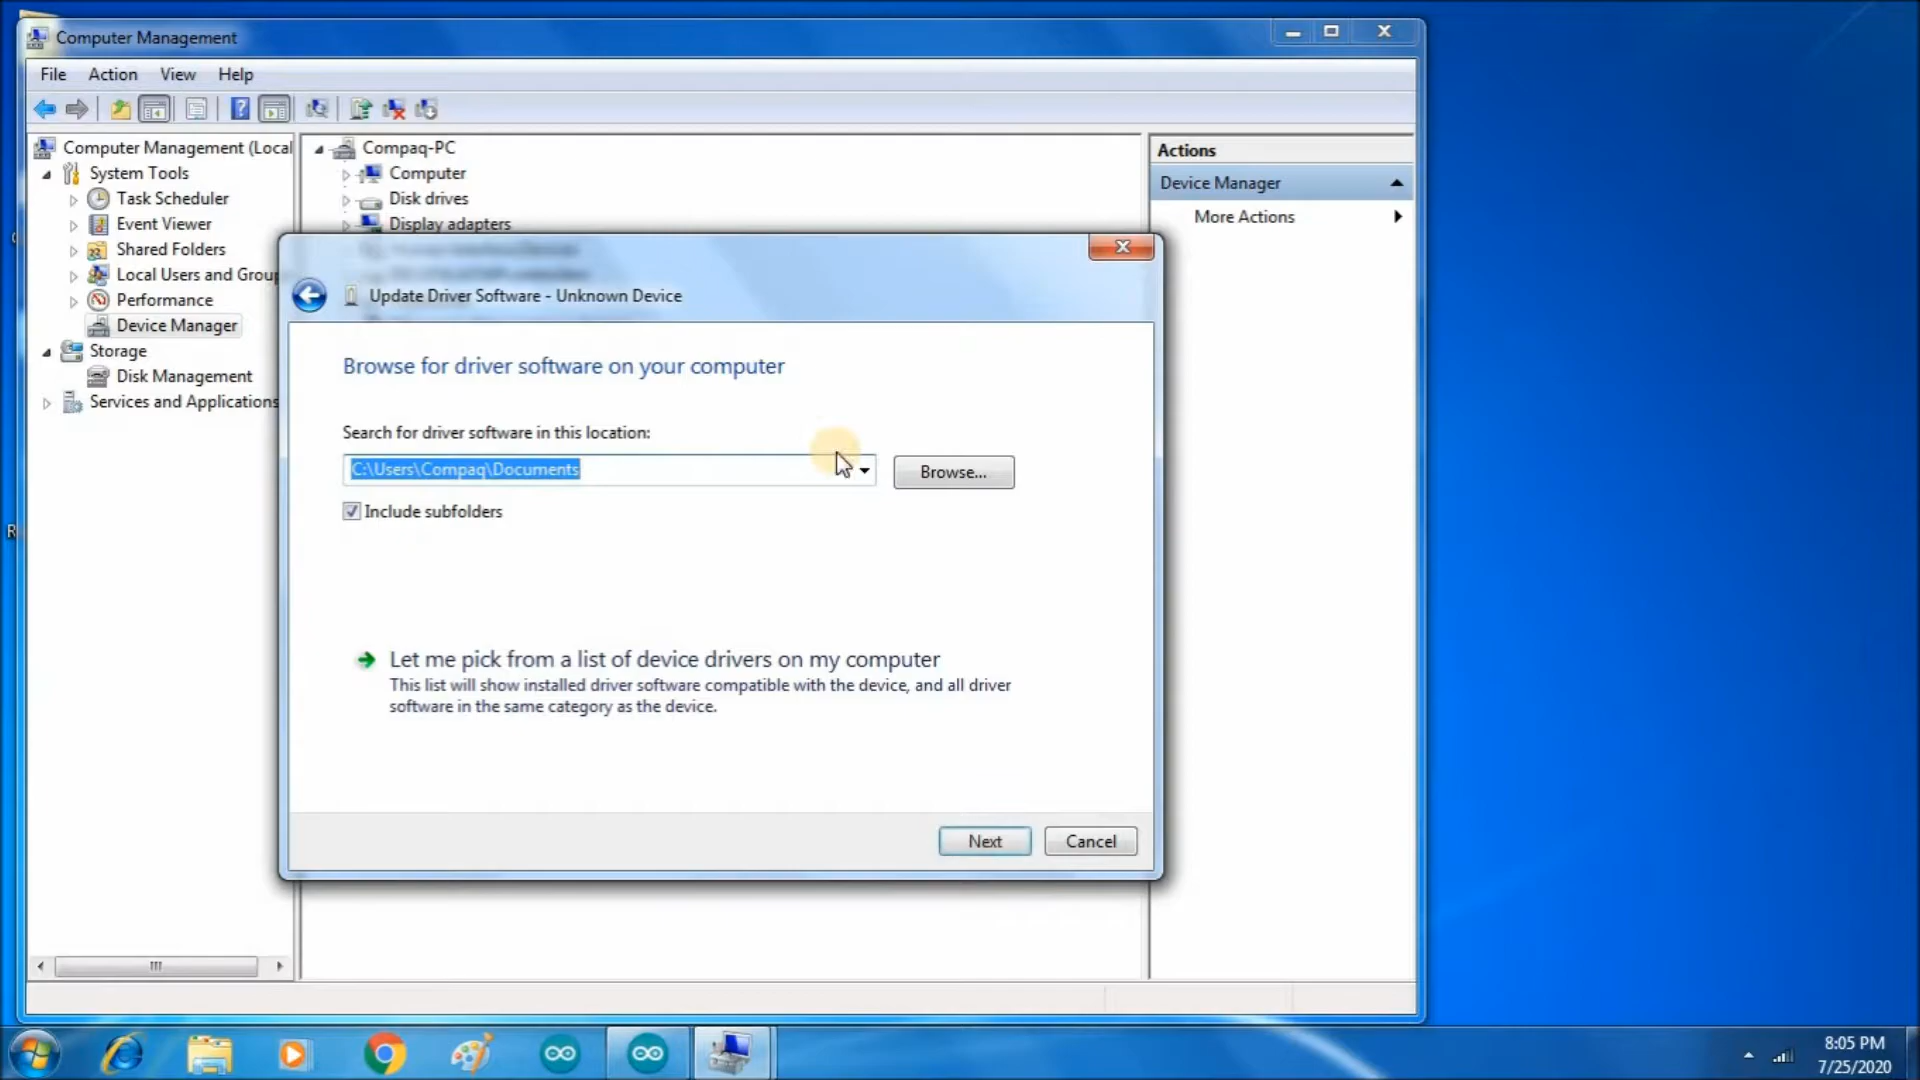 Computer Management
File Action View Help
Computer Management (Local
System Tools
Task Scheduler
Event Viewer
Shared Folders
Local Users and Group
Performance
Device Manager
Storage
Disk Management
Services and Applications
Compaq-PC
Computer
Disk drives
Display adapters
Actions
Device Manager
More Actions
Update Driver Software - Unknown Device
Browse for driver software on your computer
Search for driver software in this location:
C:\Users\Compaq\Documents
Browse...
Include subfolders
Let me pick from a list of device drivers on my computer
This list will show installed driver software compatible with the device, and all driver
software in the same category as the device.
Next Cancel
8:05 PM
7/25/2020